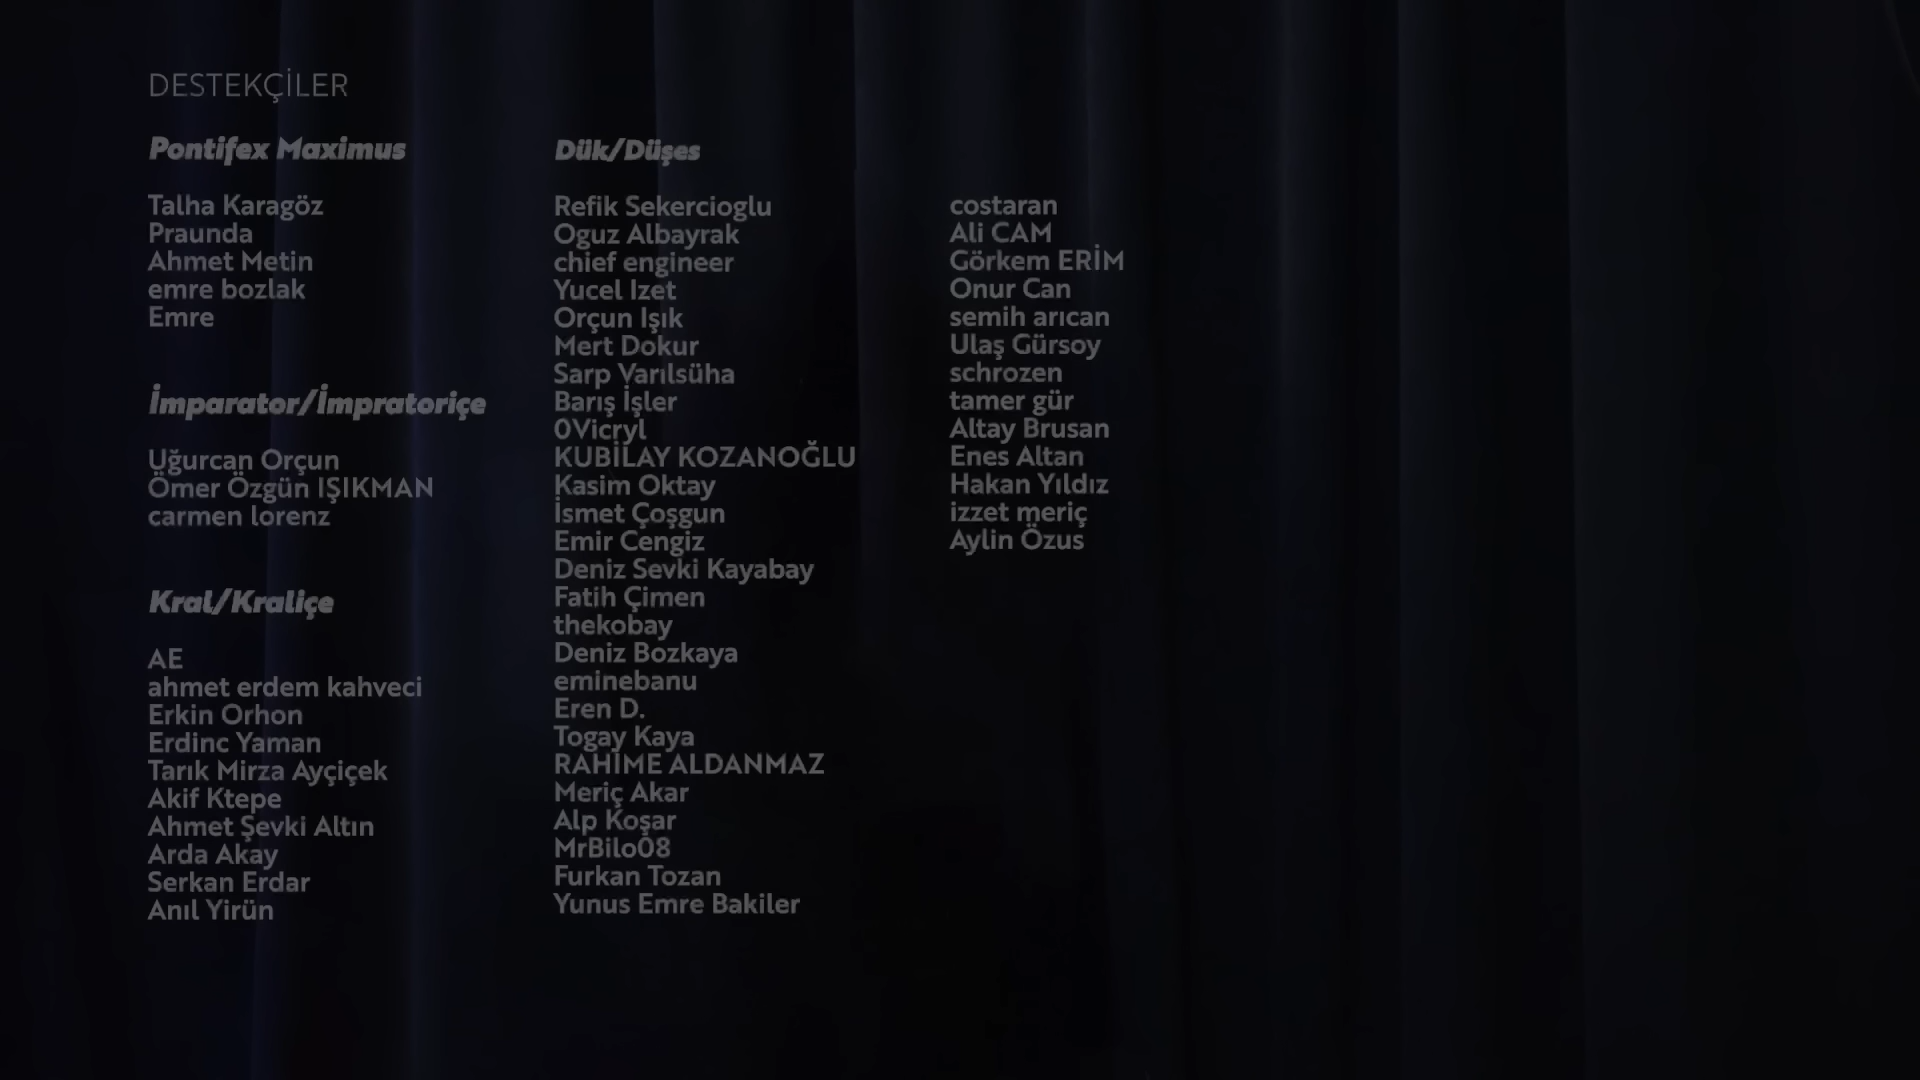 DESTEKÇİLER
Pontifex Maximus
Talha Karagöz
Praunda
Ahmet Metin
emre bozlak
Emre
İmparator/İmpratoriçe
Uğurcan Orçun
Ömer Özgün IŞIKMAN
carmen lorenz
Kral/Kraliçe
AE
ahmet erdem kahveci
Erkin Orhon
Erdinc Yaman
Tarık Mirza Ayçiçek
Akif Ktepe
Ahmet Şevki Altın
Arda Akay
Serkan Erdar
Anıl Yirün
Dük/Düşes
Refik Sekercioglu
Oguz Albayrak
chief engineer
Yucel Izet
Orçun Işık
Mert Dokur
Sarp Varılsüha
Barış İşler
0Vicryl
KUBİLAY KOZANOĞLU
Kasim Oktay
İsmet Çoşgun
Emir Cengiz
Deniz Sevki Kayabay
Fatih Çimen
thekobay
Deniz Bozkaya
eminebanu
Eren D.
Togay Kaya
RAHİME ALDANMAZ
Meriç Akar
Alp Koşar
MrBilo08
Furkan Tozan
Yunus Emre Bakiler
costaran
Ali CAM
Görkem ERİM
Onur Can
semih arıcan
Ulaş Gürsoy
schrozen
tamer gür
Altay Brusan
Enes Altan
Hakan Yıldız
izzet meriç
Aylin Özus